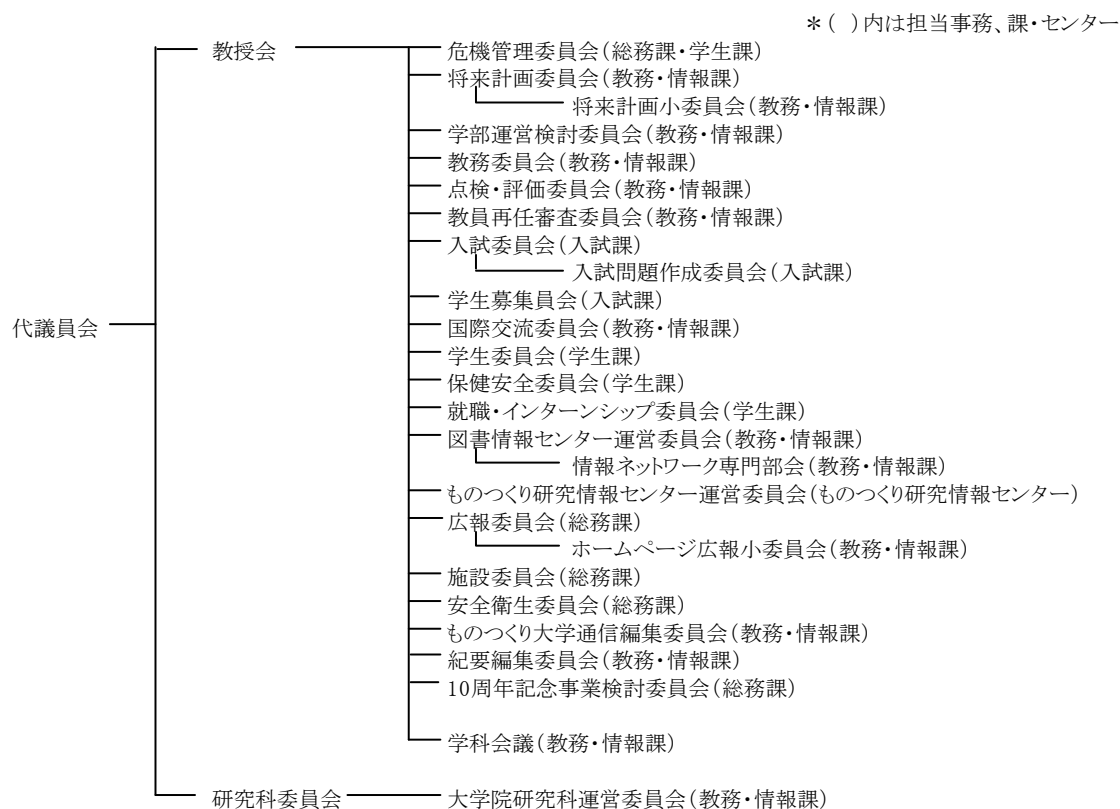 ＊( )内は担当事務、課・センター
教授会
危機管理委員会(総務課・学生課)
将来計画委員会(教務・情報課)
将来計画小委員会(教務・情報課)
学部運営検討委員会(教務・情報課)
教務委員会(教務・情報課)
点検・評価委員会(教務・情報課)
教員再任審査委員会(教務・情報課)
入試委員会(入試課)
入試問題作成委員会(入試課)
学生募集員会(入試課)
代議員会
国際交流委員会(教務・情報課)
学生委員会(学生課)
保健安全委員会(学生課)
就職・インターンシップ委員会(学生課)
図書情報センター運営委員会(教務・情報課)
情報ネットワーク専門部会(教務・情報課)
ものつくり研究情報センター運営委員会(ものつくり研究情報センター)
広報委員会(総務課)
ホームページ広報小委員会(教務・情報課)
施設委員会(総務課)
安全衛生委員会(総務課)
ものつくり大学通信編集委員会(教務・情報課)
紀要編集委員会(教務・情報課)
10周年記念事業検討委員会(総務課)
学科会議(教務・情報課)
研究科委員会
大学院研究科運営委員会(教務・情報課)